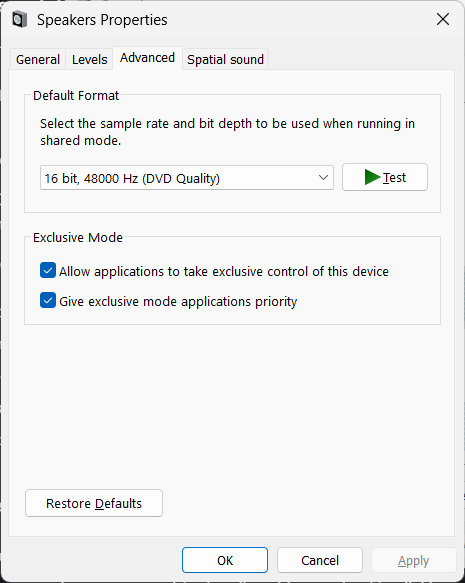 Speakers Properties
General Levels Advanced Spatial sound
Default Format
Select the sample rate and bit depth to be used when running in
shared mode.
16 bit, 48000 Hz (DVD Quality) Test
Exclusive Mode
Allow applications to take exclusive control of this device
Give exclusive mode applications priority
Restore Defaults
OK Cancel Apply